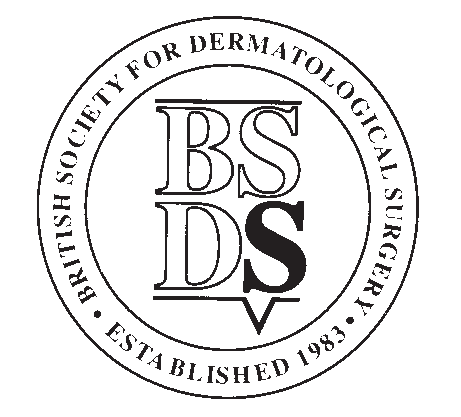 BRITISH SOCIETY FOR DERMATOLOGICAL SURGERY
BS
DS
• ESTABLISHED 1983 •